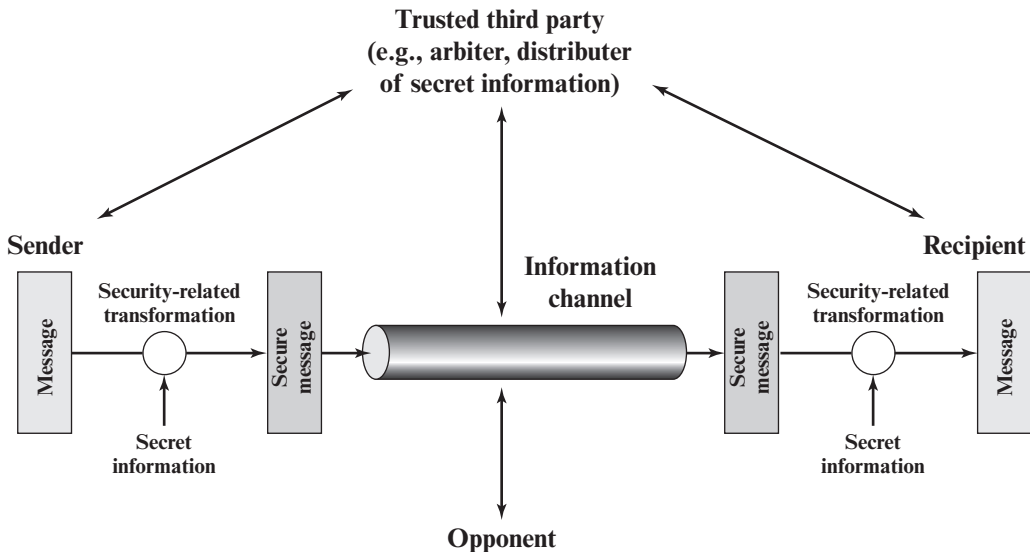 Trusted third party
(e.g., arbiter, distributer
of secret information)
Sender
Recipient
Information
channel
Security-related
transformation
Security-related
transformation
Message
Secure
message
Secure
message
Message
Secret
information
Secret
information
Opponent